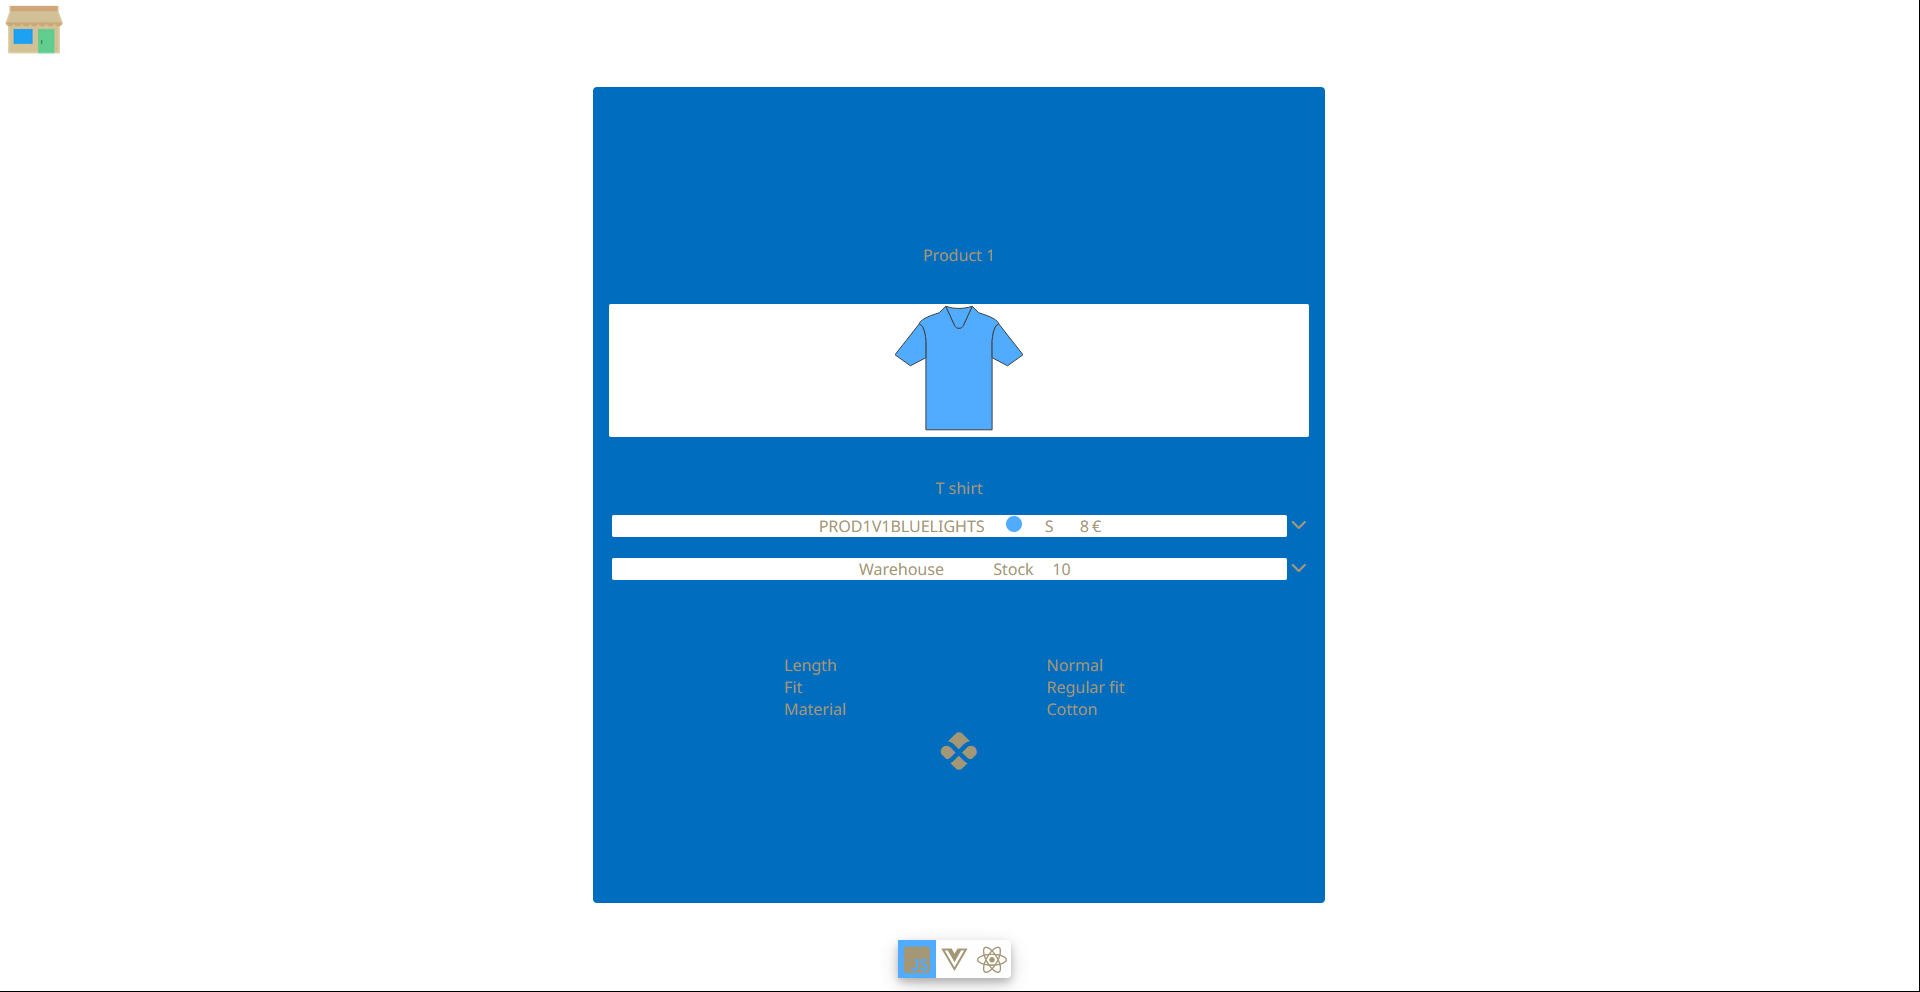 Product 1
T shirt
PROD1V1BLUELIGHTS S 8 €
Warehouse Stock 10
Length Normal
Fit Regular fit
Material Cotton
JS